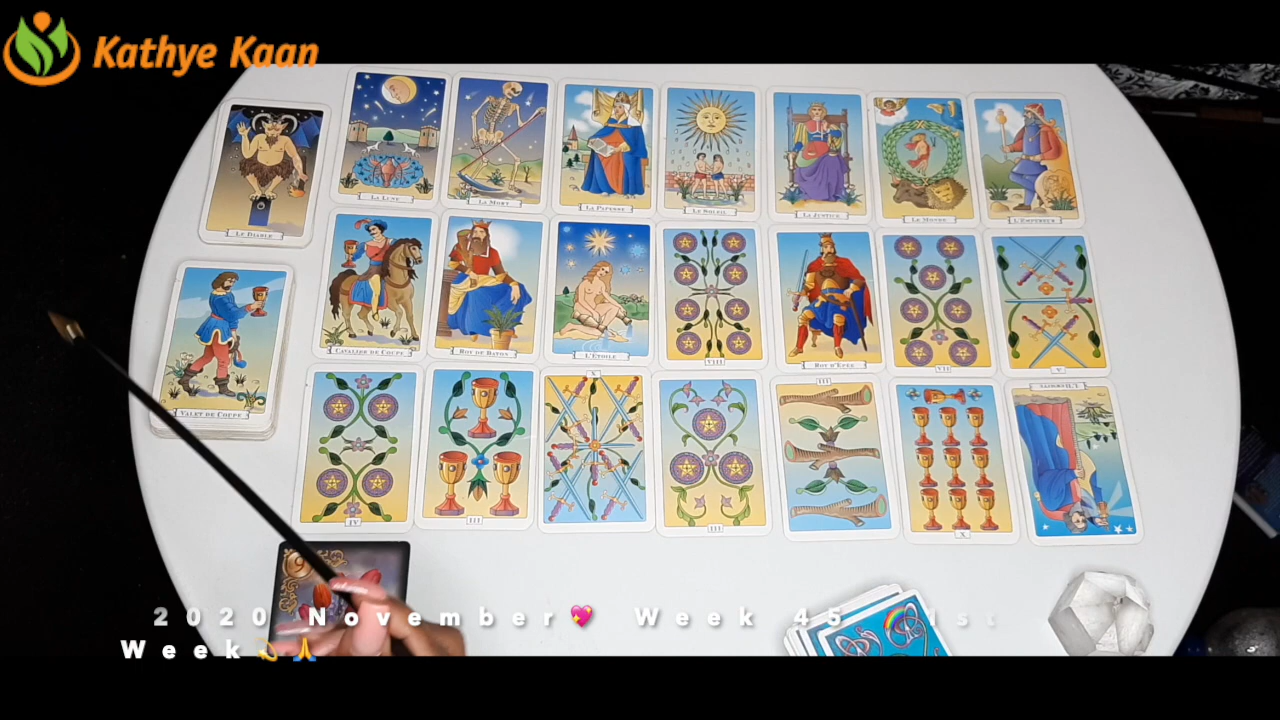 Kathye Kaan
LE DIABLE
LA LUNE
LA MORT
LA PAPESSE
LE SOLEIL
LA JUSTICE
LE MONDE
L'EMPEREUR
VALET DE COUPE
CAVALIER DE COUPE
ROY DE BATON
L'ETOILE
VIII
ROY D'EPEE
VII
V
IV
III
X
III
III
X
2020 November💖 Week 45 1st
Week💫🙏